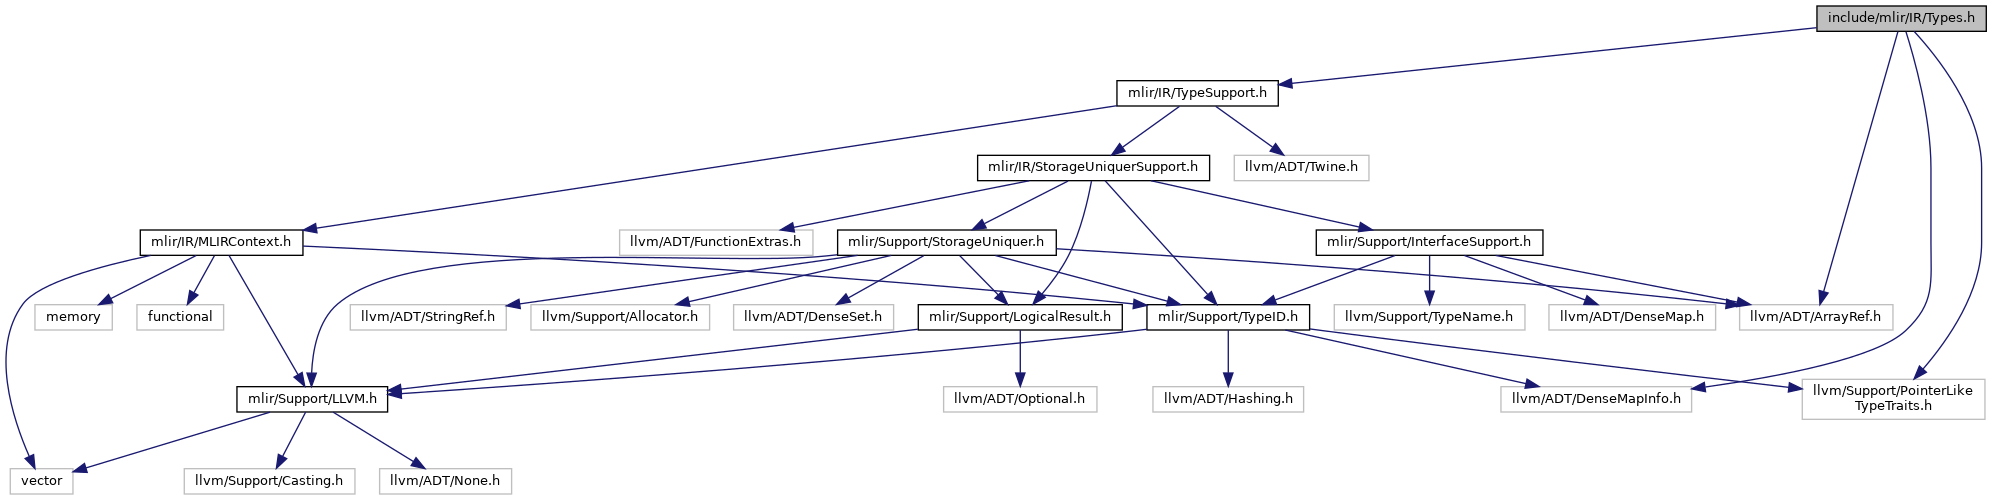 include/mlir/IR/Types.h
mlir/IR/TypeSupport.h
mlir/IR/StorageUniquerSupport.h
llvm/ADT/Twine.h
mlir/IR/MLIRContext.h
llvm/ADT/FunctionExtras.h
mlir/Support/StorageUniquer.h
mlir/Support/InterfaceSupport.h
memory
functional
llvm/ADT/StringRef.h
llvm/Support/Allocator.h
llvm/ADT/DenseSet.h
mlir/Support/LogicalResult.h
mlir/Support/TypeID.h
llvm/Support/TypeName.h
llvm/ADT/DenseMap.h
llvm/ADT/ArrayRef.h
mlir/Support/LLVM.h
llvm/ADT/Optional.h
llvm/ADT/Hashing.h
llvm/ADT/DenseMapInfo.h
llvm/Support/PointerLike
TypeTraits.h
vector
llvm/Support/Casting.h
llvm/ADT/None.h